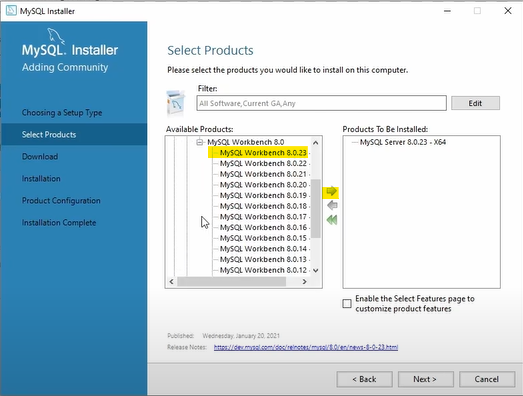 MySQL Installer
MySQL. Installer
Adding Community
Choosing a Setup Type
Select Products
Download
Installation
Product Configuration
Installation Complete
Select Products
Please select the products you would like to install on this computer.
Filter:
All Software,Current GA,Any
Edit
Available Products:
MySQL Workbench 8.0
MySQL Workbench 8.0.23 -
MySQL Workbench 8.0.22 -
MySQL Workbench 8.0.21 -
MySQL Workbench 8.0.20 -
MySQL Workbench 8.0.19 -
MySQL Workbench 8.0.18 -
MySQL Workbench 8.0.17 -
MySQL Workbench 8.0.16 -
MySQL Workbench 8.0.15 -
MySQL Workbench 8.0.14 -
MySQL Workbench 8.0.13 -
MySQL Workbench 8.0.12 -
Products To Be Installed:
MySQL Server 8.0.23 - X64
Enable the Select Features page to
customize product features
Published: Wednesday, January 20, 2021
Release Notes: https://dev.mysql.com/doc/relnotes/mysql/8.0/en/news-8-0-23.html
< Back
Next >
Cancel